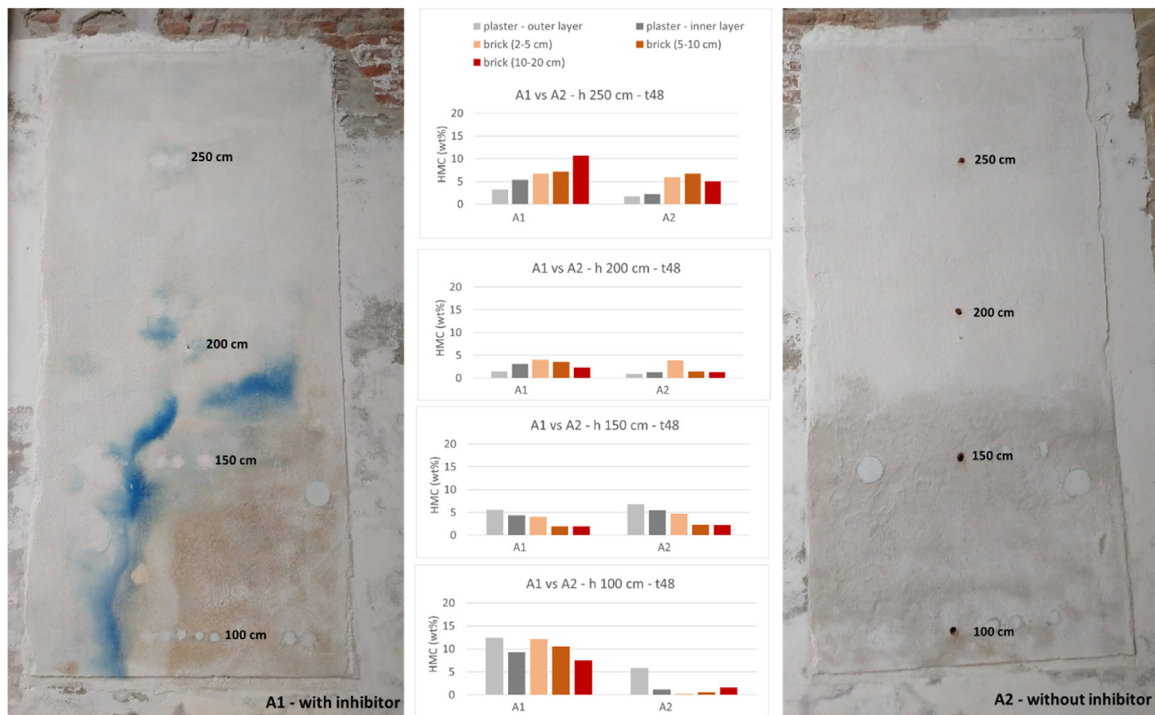 250 cm
200 cm
150 cm
100 cm
A1 - with inhibitor
plaster - outer layer
plaster - inner layer
brick (2-5 cm)
brick (5-10 cm)
brick (10-20 cm)
A1 vs A2 - h 250 cm - t48
HMC (wt%)
20
15
10
5
0
A1
A2
A1 vs A2 - h 200 cm - t48
HMC (wt%)
20
15
10
5
0
A1
A2
A1 vs A2 - h 150 cm - t48
HMC (wt%)
20
15
10
5
0
A1
A2
A1 vs A2 - h 100 cm - t48
HMC (wt%)
20
15
10
5
0
A1
A2
250 cm
200 cm
150 cm
100 cm
A2 - without inhibitor